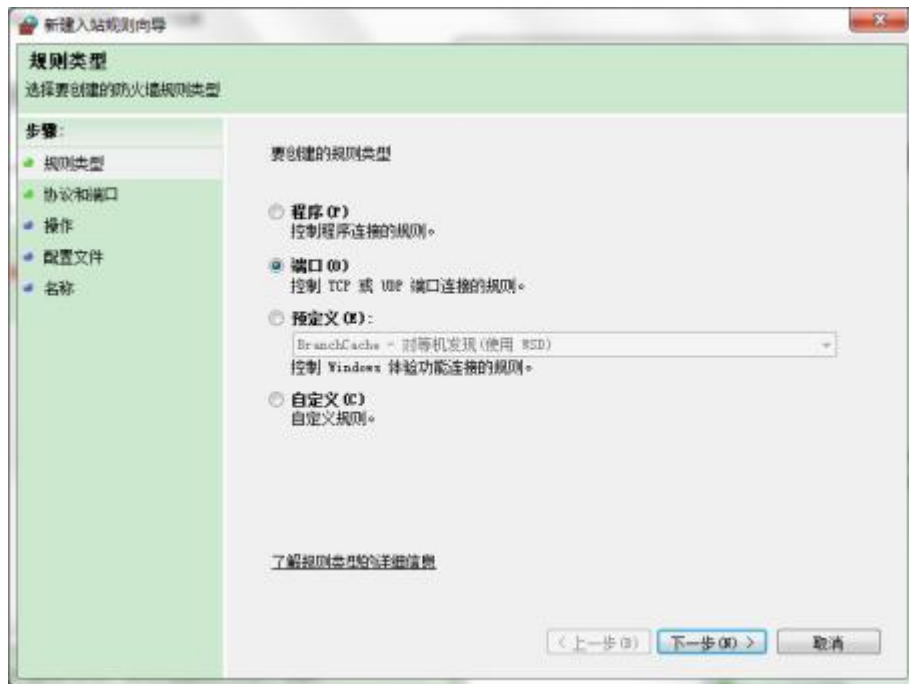 新建入站规则向导
规则类型
选择要创建的防火墙规则类型
步骤:
规则类型
协议和端口
操作
配置文件
名称
要创建的规则类型
程序(P)
控制程序连接的规则。
端口(O)
控制 TCP 或 UDP 端口连接的规则。
预定义(E):
BranchCache - 对等机发现(使用 WSD)
控制 Windows 体验功能连接的规则。
自定义(C)
自定义规则。
了解规则类型的详细信息
< 上一步(B)
下一步(N) >
取消